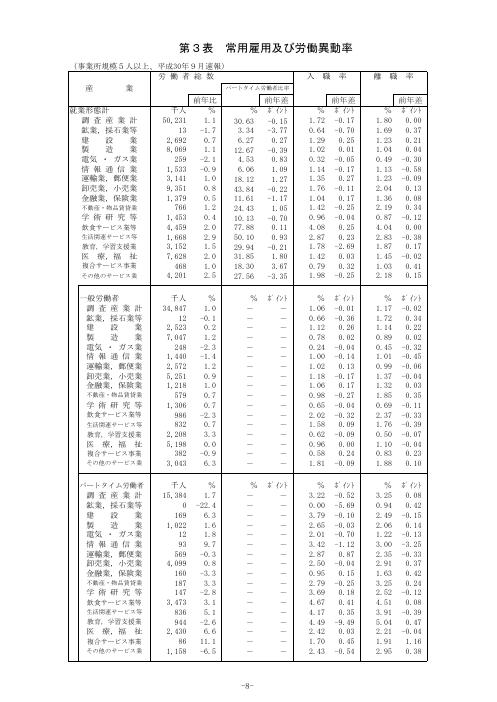 第３表　常用雇用及び労働異動率
（事業所規模５人以上、平成30年９月速報）
労 働 者 総 数 入 職 率 離 職 率
産 業 パートタイム労働者比率
前年比 前年差 前年差 前年差
就業形態計 千人 % % ﾎﾟｲﾝﾄ % ﾎﾟｲﾝﾄ % ﾎﾟｲﾝﾄ
調 査 産 業 計 50,231 1.1 30.63 -0.15 1.72 -0.17 1.80 0.00
鉱業，採石業等 13 -1.7 3.34 -3.77 0.64 -0.70 1.69 0.37
建 設 業 2,692 0.7 6.27 0.27 1.29 0.25 1.23 0.21
製 造 業 8,069 1.1 12.67 -0.39 1.02 0.01 1.04 0.04
電気 ・ ガス業 259 -2.1 4.53 0.83 0.32 -0.05 0.49 -0.30
情 報 通 信 業 1,533 -0.9 6.06 1.09 1.14 -0.17 1.13 -0.58
運輸業，郵便業 3,141 1.0 18.12 1.27 1.35 0.27 1.23 -0.09
卸売業，小売業 9,351 0.8 43.84 -0.22 1.76 -0.11 2.04 0.13
金融業，保険業 1,379 0.5 11.61 -1.17 1.04 0.17 1.36 0.08
不動産・物品賃貸業 766 1.2 24.43 1.05 1.42 -0.25 2.19 0.34
学 術 研 究 等 1,453 0.4 10.13 -0.70 0.96 -0.04 0.87 -0.12
飲食サービス業等 4,459 2.0 77.88 0.11 4.08 0.25 4.04 0.00
生活関連サービス等 1,668 2.9 50.10 0.93 2.87 0.23 2.83 -0.38
教育，学習支援業 3,152 1.5 29.94 -0.21 1.78 -2.69 1.87 0.17
医 療，福 祉 7,628 2.0 31.85 1.80 1.42 0.03 1.45 -0.02
複合サービス事業 468 1.0 18.30 3.67 0.79 0.32 1.03 0.41
その他のサービス業 4,201 2.5 27.56 -3.35 1.98 -0.25 2.18 0.15
一般労働者 千人 % % ﾎﾟｲﾝﾄ % ﾎﾟｲﾝﾄ % ﾎﾟｲﾝﾄ
調 査 産 業 計 34,847 1.0 － － 1.06 -0.01 1.17 -0.02
鉱業，採石業等 12 -0.1 － － 0.66 -0.36 1.72 0.34
建 設 業 2,523 0.2 － － 1.12 0.26 1.14 0.22
製 造 業 7,047 1.2 － － 0.78 0.02 0.89 0.02
電気 ・ ガス業 248 -2.3 － － 0.24 -0.04 0.45 -0.32
情 報 通 信 業 1,440 -1.4 － － 1.00 -0.14 1.01 -0.45
運輸業，郵便業 2,572 1.2 － － 1.02 0.13 0.99 -0.06
卸売業，小売業 5,251 0.9 － － 1.18 -0.17 1.37 -0.04
金融業，保険業 1,218 1.0 － － 1.06 0.17 1.32 0.03
不動産・物品賃貸業 579 0.7 － － 0.98 -0.27 1.85 0.35
学 術 研 究 等 1,306 0.7 － － 0.65 -0.04 0.69 -0.11
飲食サービス業等 986 -2.3 － － 2.02 -0.32 2.37 -0.33
生活関連サービス等 832 0.7 － － 1.58 0.09 1.76 -0.39
教育，学習支援業 2,208 3.3 － － 0.62 -0.09 0.50 -0.07
医 療，福 祉 5,198 0.0 － － 0.96 0.00 1.10 -0.04
複合サービス事業 382 -0.9 － － 0.58 0.24 0.83 0.23
その他のサービス業 3,043 6.3 － － 1.81 -0.09 1.88 0.10
パートタイム労働者 千人 % % ﾎﾟｲﾝﾄ % ﾎﾟｲﾝﾄ % ﾎﾟｲﾝﾄ
調 査 産 業 計 15,384 1.7 － － 3.22 -0.52 3.25 0.08
鉱業，採石業等 0 -22.4 － － 0.00 -5.69 0.94 0.42
建 設 業 169 6.3 － － 3.79 -0.10 2.49 -0.15
製 造 業 1,022 1.6 － － 2.65 -0.03 2.06 0.14
電気 ・ ガス業 12 1.8 － － 2.01 -0.70 1.22 -0.13
情 報 通 信 業 93 9.7 － － 3.42 -1.12 3.00 -3.25
運輸業，郵便業 569 -0.3 － － 2.87 0.87 2.35 -0.33
卸売業，小売業 4,099 0.8 － － 2.50 -0.04 2.91 0.37
金融業，保険業 160 -3.3 － － 0.95 0.15 1.63 0.42
不動産・物品賃貸業 187 3.3 － － 2.79 -0.25 3.25 0.24
学 術 研 究 等 147 -2.8 － － 3.69 0.18 2.52 -0.12
飲食サービス業等 3,473 3.1 － － 4.67 0.41 4.51 0.08
生活関連サービス等 836 5.1 － － 4.17 0.35 3.91 -0.39
教育，学習支援業 944 -2.6 － － 4.49 -9.49 5.04 0.47
医 療，福 祉 2,430 6.6 － － 2.42 0.03 2.21 -0.04
複合サービス事業 86 11.1 － － 1.70 0.45 1.91 1.16
その他のサービス業 1,158 -6.5 － － 2.43 -0.54 2.95 0.38
-8-